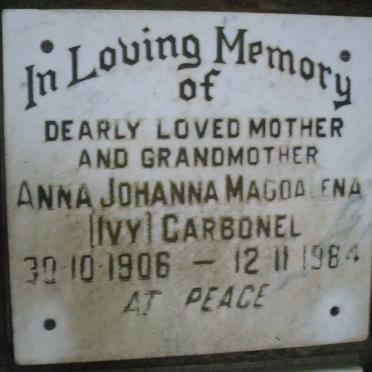 In Loving Memory
of
DEARLY LOVED MOTHER
AND GRANDMOTHER
ANNA JOHANNA MAGDALENA
[IVY] CARBONEL
30·10·1906 — 12·11·1984
AT PEACE